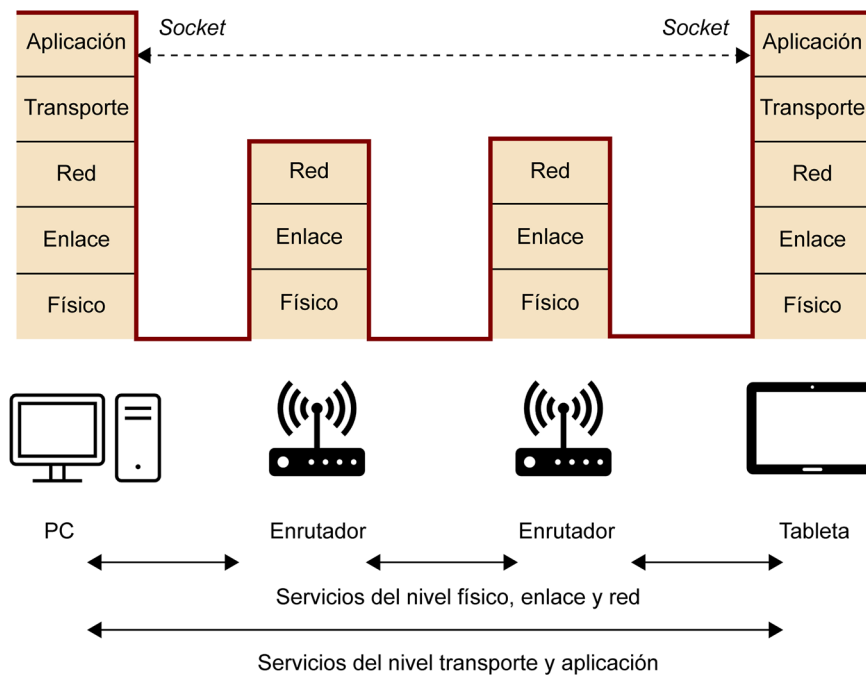 Aplicación
Socket
Socket
Aplicación
Transporte
Transporte
Red
Red
Red
Red
Enlace
Enlace
Enlace
Enlace
Físico
Físico
Físico
Físico
PC
Enrutador
Enrutador
Tableta
Servicios del nivel físico, enlace y red
Servicios del nivel transporte y aplicación